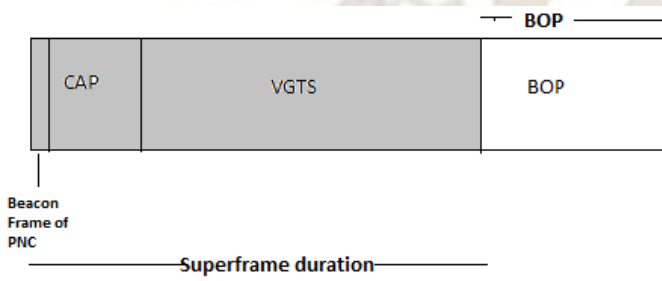 BOP
CAP
VGTS
BOP
Beacon
Frame of
PNC
Superframe duration